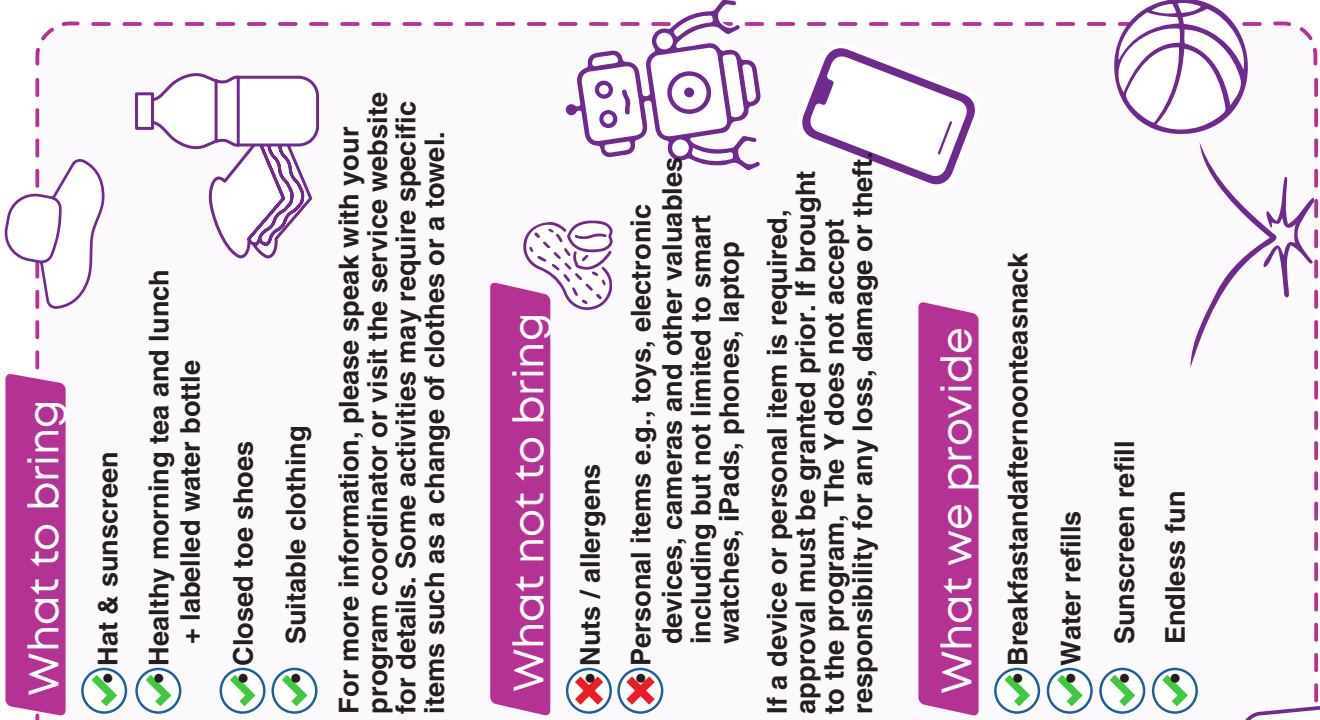 What to bring
Hat & sunscreen
Healthy morning tea and lunch
+ labelled water bottle
Closed toe shoes
Suitable clothing
For more information, please speak with your
program coordinator or visit the service website
for details. Some activities may require specific
items such as a change of clothes or a towel.
What not to bring
Nuts / allergens
Personal items e.g., toys, electronic
devices, cameras and other valuables
including but not limited to smart
watches, iPads, phones, laptop
If a device or personal item is required,
approval must be granted prior. If brought
to the program, The Y does not accept
responsibility for any loss, damage or theft.
What we provide
Breakfastandafternoonteasnack
Water refills
Sunscreen refill
Endless fun